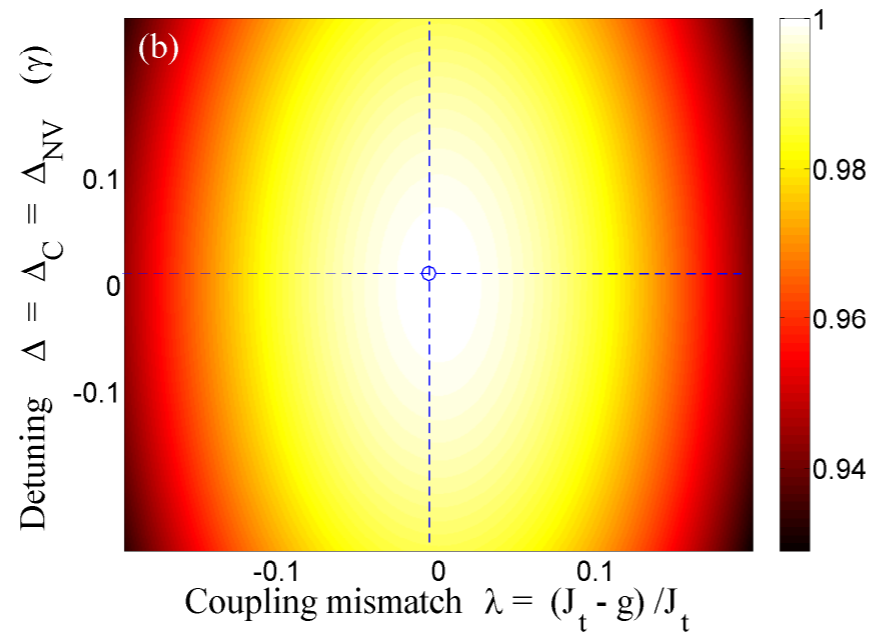 (b)
Detuning Δ = Δ_C = Δ_NV (γ)
0.1
0
-0.1
-0.1 0 0.1
Coupling mismatch λ = (J_t - g) /J_t
1
0.98
0.96
0.94